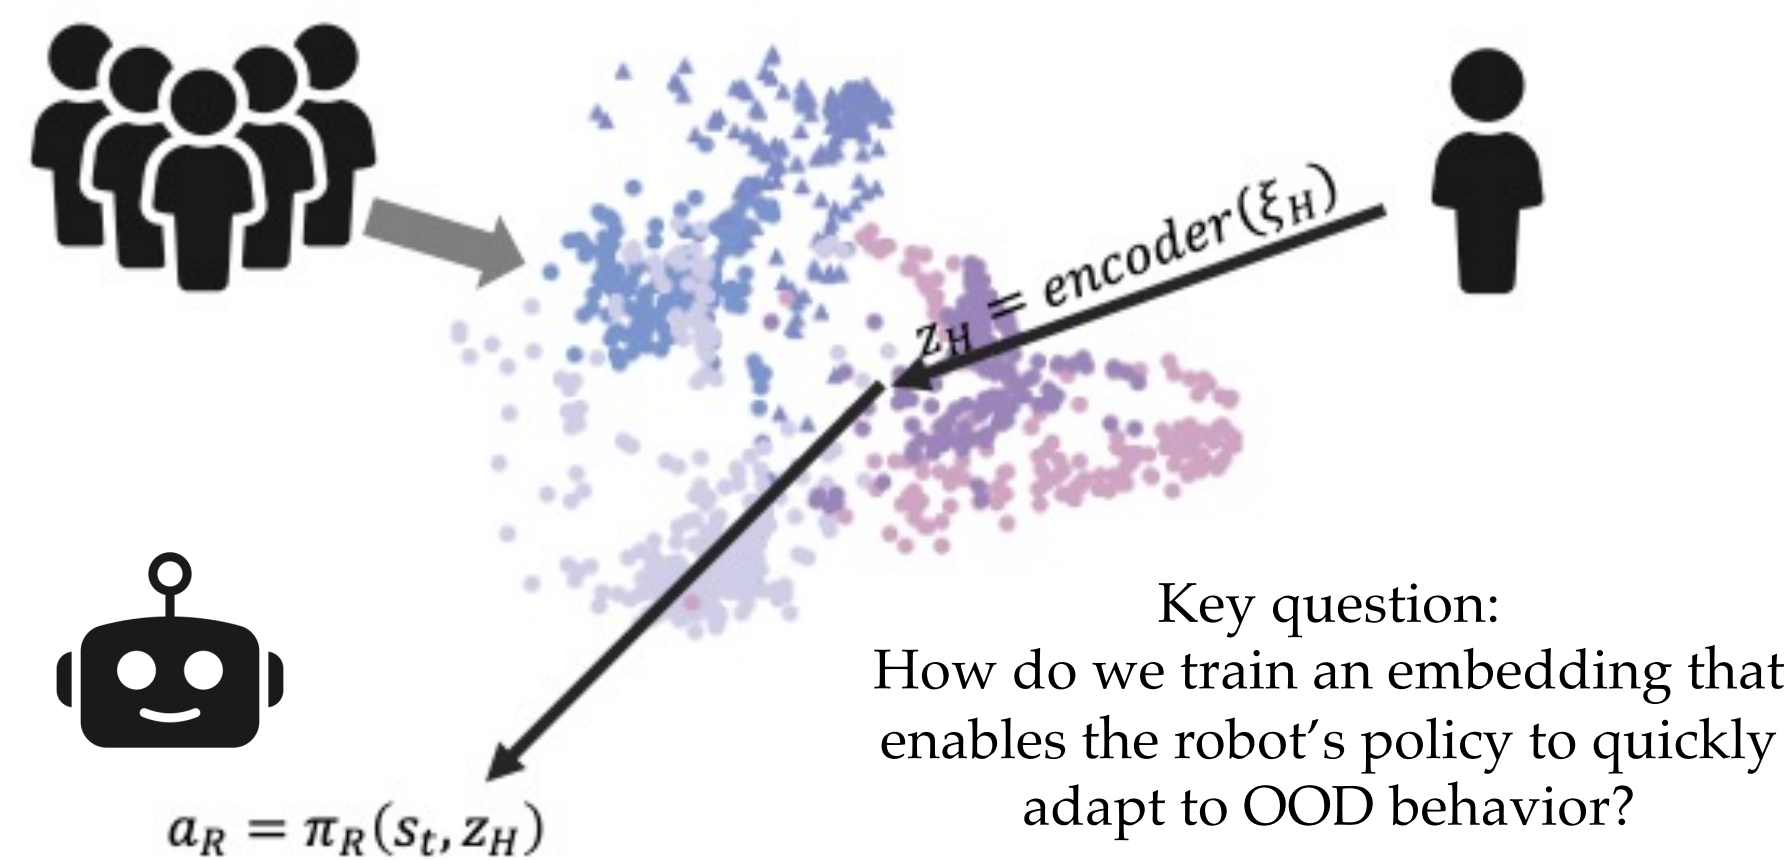 z_H = encoder(ξ_H)
Key question:
How do we train an embedding that
enables the robot’s policy to quickly
adapt to OOD behavior?
a_R = π_R(s_t, z_H)